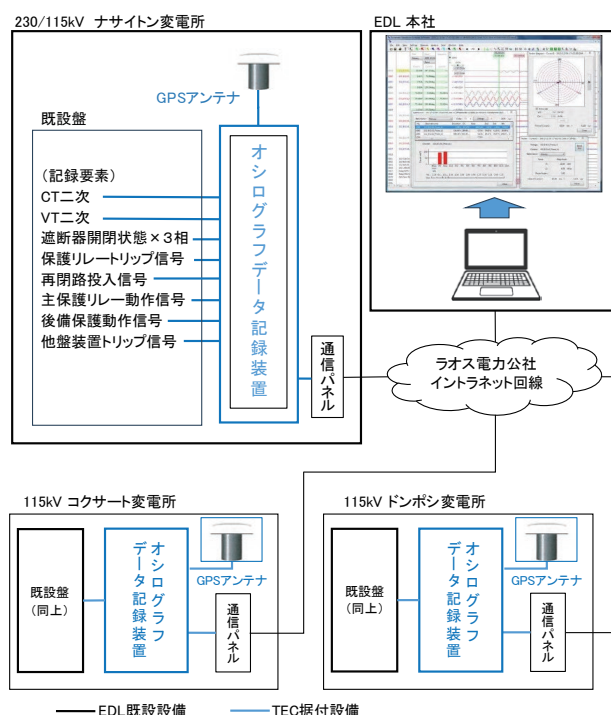 230/115kV ナサイトン変電所
EDL 本社
GPSアンテナ
既設盤
（記録要素）
CT二次
VT二次
遮断器開閉状態×3相
保護リレートリップ信号
再閉路投入信号
主保護リレー動作信号
後備保護動作信号
他盤装置トリップ信号
オシログラフデータ記録装置
通信パネル
ラオス電力公社
イントラネット回線
115kV コクサート変電所
既設盤
（同上）
オシログラフ
データ記録装置
GPSアンテナ
通信パネル
115kV ドンポシ変電所
既設盤
（同上）
オシログラフ
データ記録装置
GPSアンテナ
通信パネル
EDL既設設備
TEC据付設備